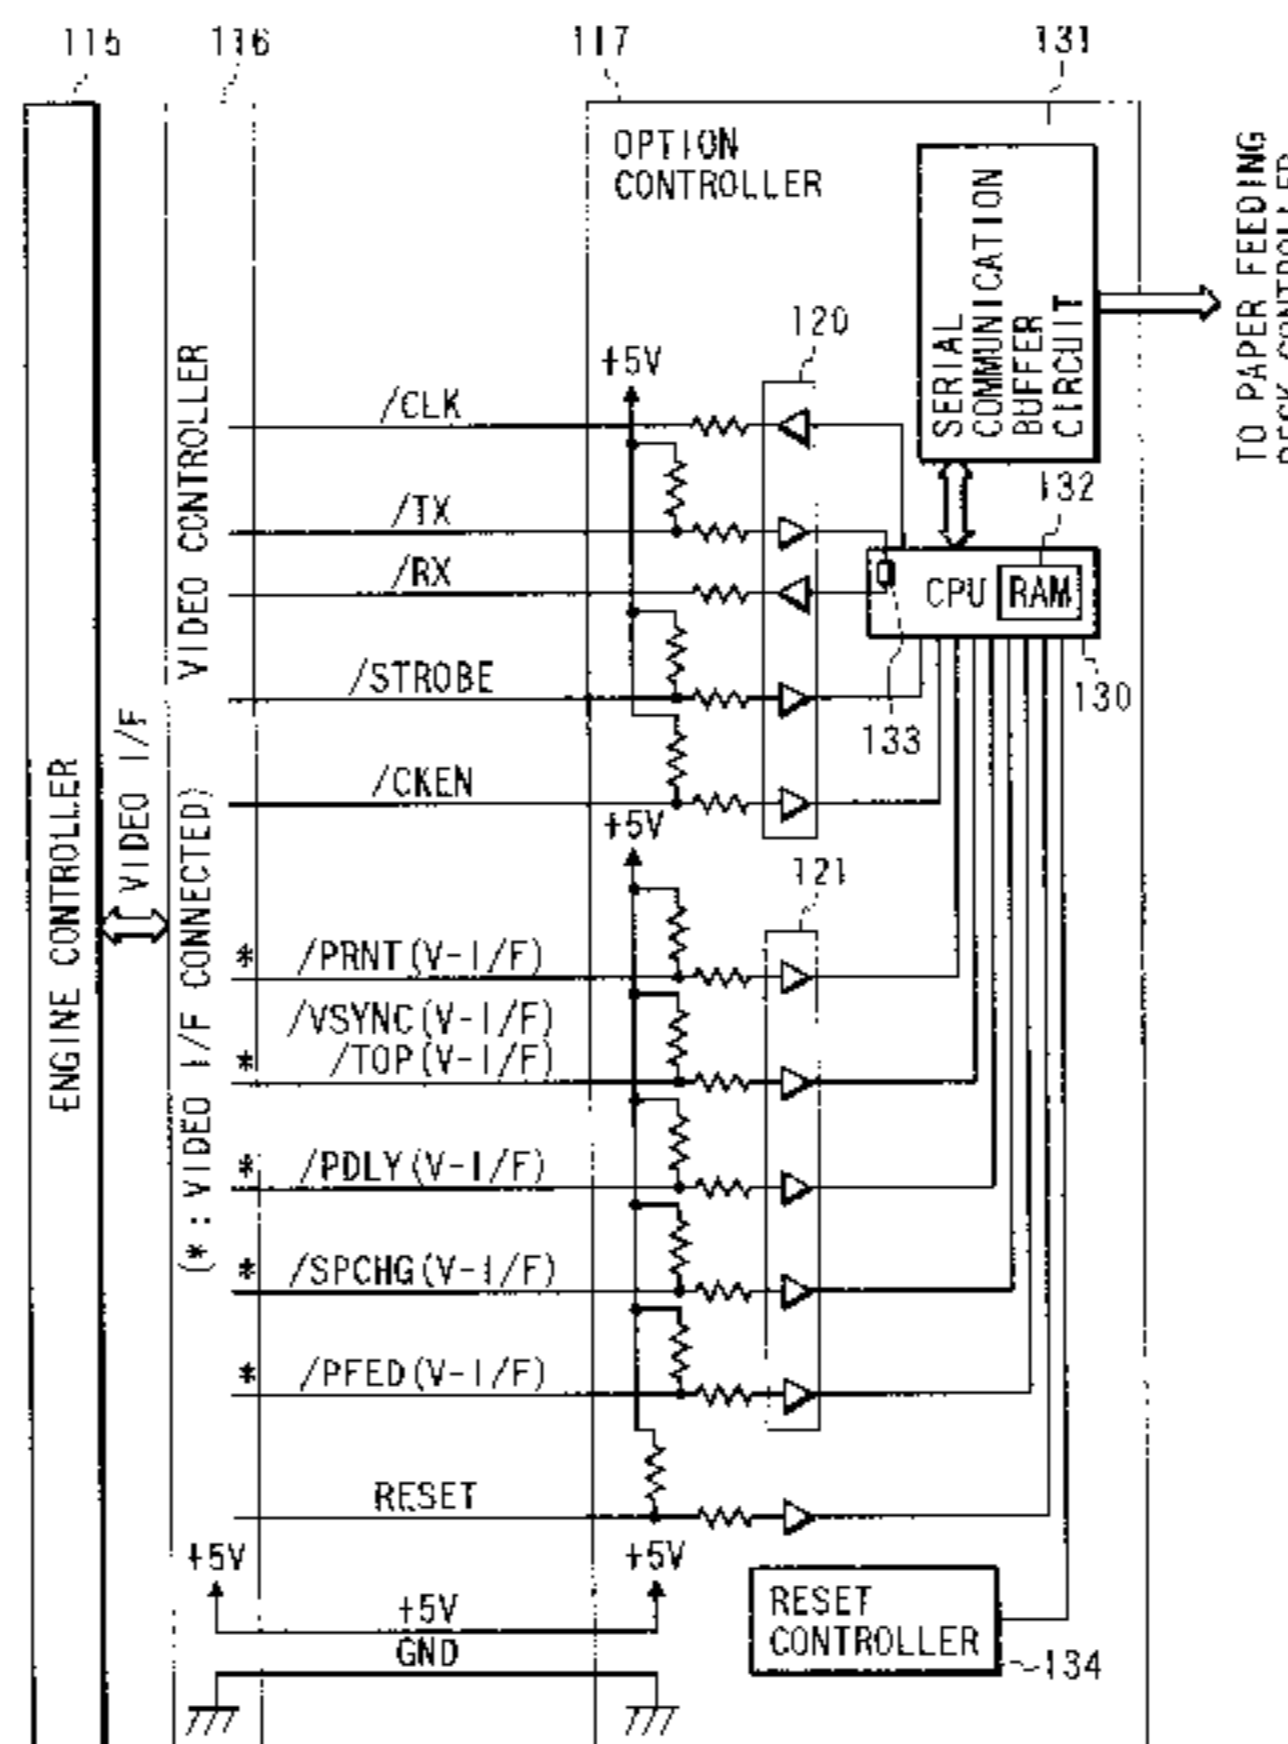 115
116
117
131
OPTION
CONTROLLER
SERIAL
COMMUNICATION
BUFFER
CIRCUIT
TO PAPER FEEDING
DECK CONTROLLER
120
+5V
/CLK
/TX
/RX
/STROBE
/CKEN
132
CPU
RAM
130
133
ENGINE CONTROLLER
VIDEO I/F
VIDEO CONTROLLER
(*: VIDEO I/F CONNECTED)
+5V
121
* /PRNT(V-I/F)
/VSYNC(V-I/F)
* /TOP(V-I/F)
* /PDLY(V-I/F)
* /SPCHG(V-I/F)
* /PFED(V-I/F)
RESET
+5V
+5V
+5V
GND
RESET
CONTROLLER
134